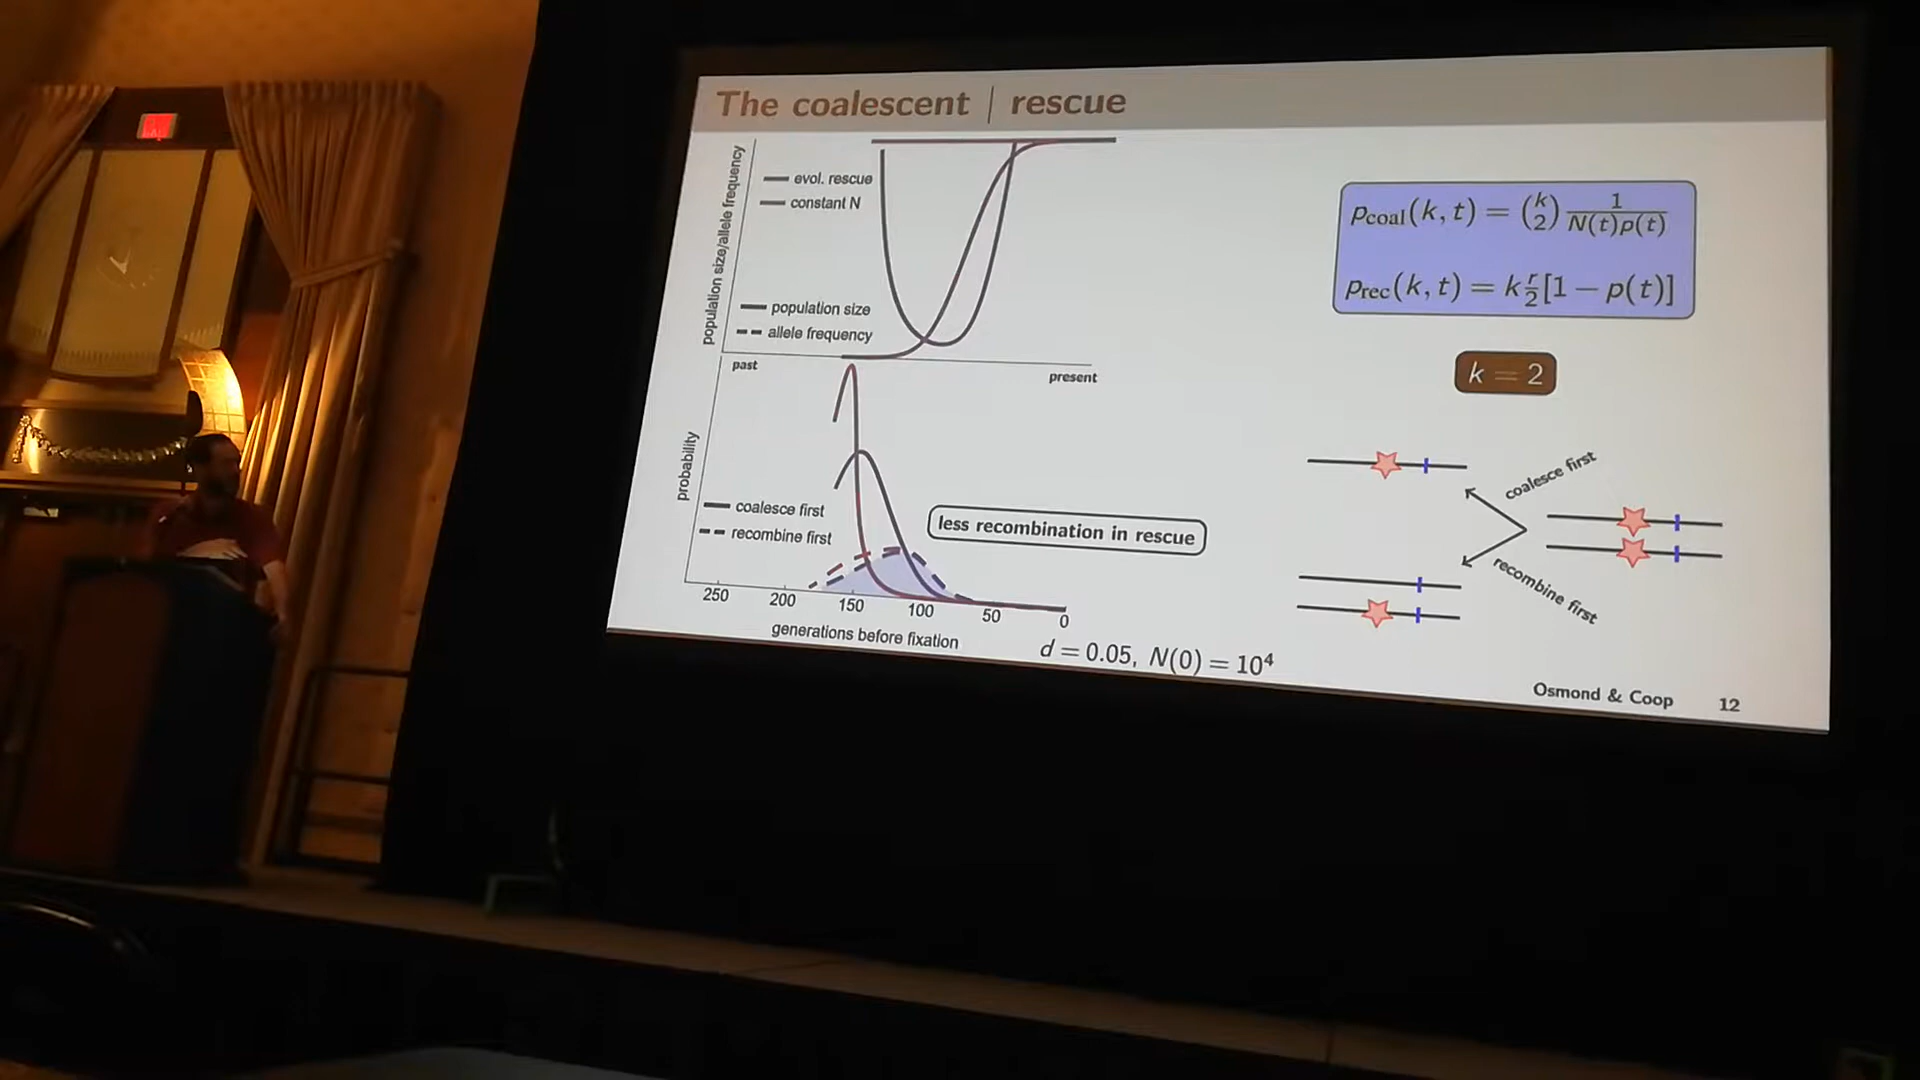 The coalescent | rescue
population size/allele frequency
evol. rescue
constant N
population size
allele frequency
past
present
probability
coalesce first
recombine first
less recombination in rescue
250 200 150 100 50 0
generations before fixation
d = 0.05, N(0) = 10⁴
p_coal(k, t) = (k 2) 1/N(t)p(t)
p_rec(k, t) = k r/2 [1 − p(t)]
k = 2
coalesce first
recombine first
Osmond & Coop 12